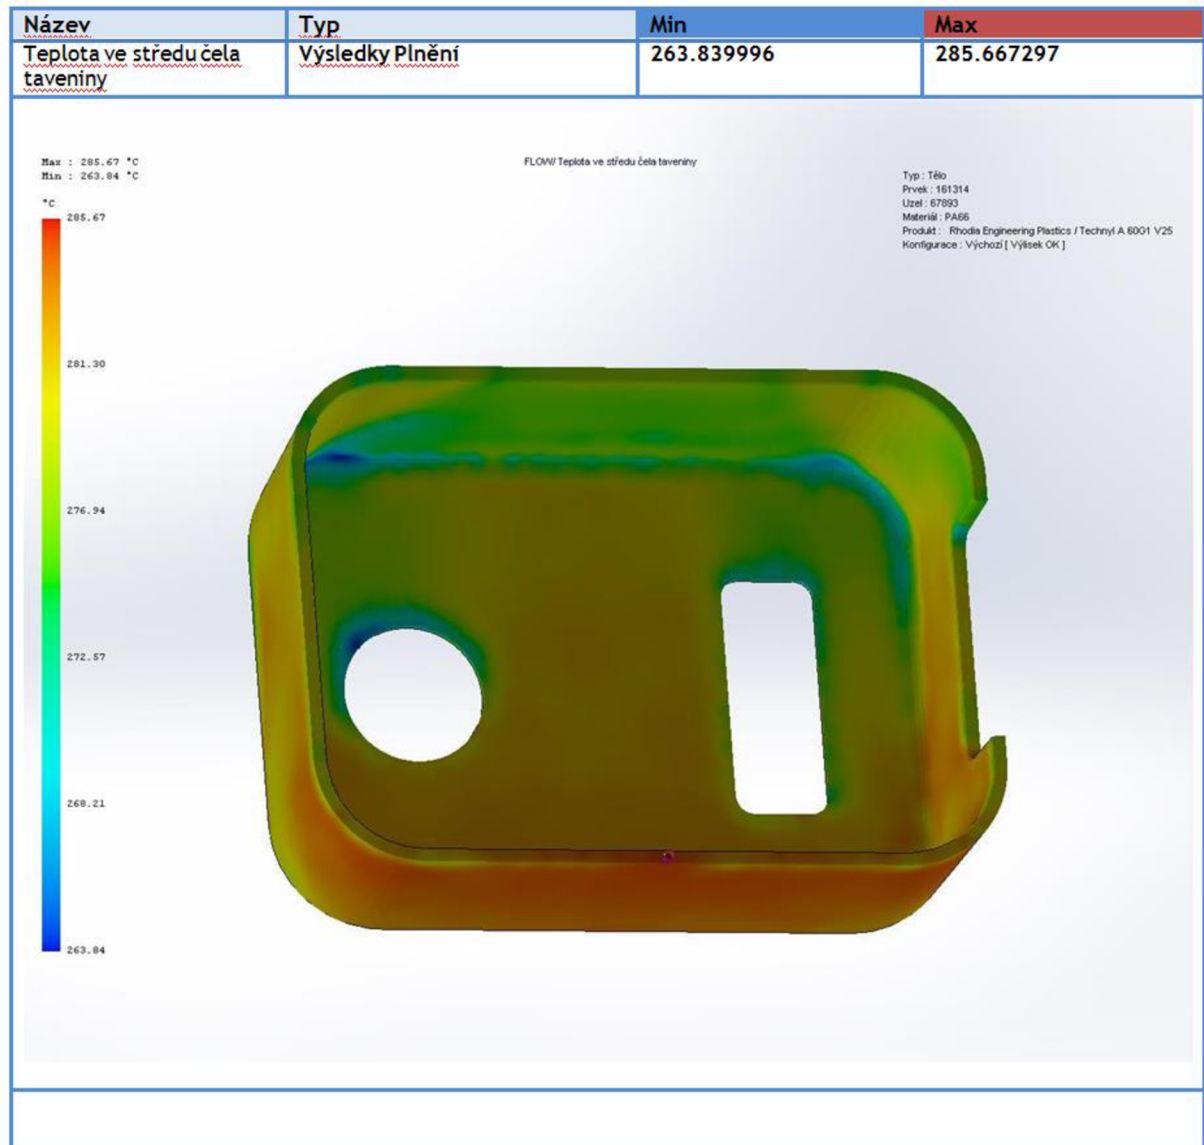 Název Typ Min Max
Teplota ve středu čela Výsledky Plnění 263.839996 285.667297
taveniny
Max : 285.67 °C
Min : 263.84 °C
FLOW/Teplota ve středu čela taveniny
Typ : Tělo
Prvek : 161314
Uzel : 67893
Materiál : PA66
Produkt : Rhodia Engineering Plastics / Technyl A 60G1 V25
Konfigurace : Výchozí [ Výlisek OK ]
°C
285.67
281.30
276.94
272.57
268.21
263.84